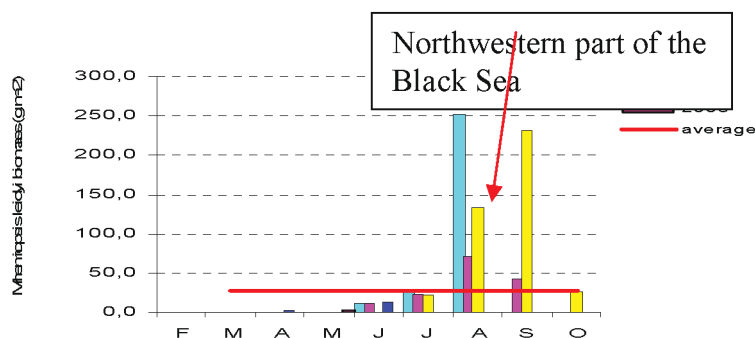 Northwestern part of the
Black Sea
300,0
250,0
200,0
150,0
100,0
50,0
0,0
average
F M A M J J A S O